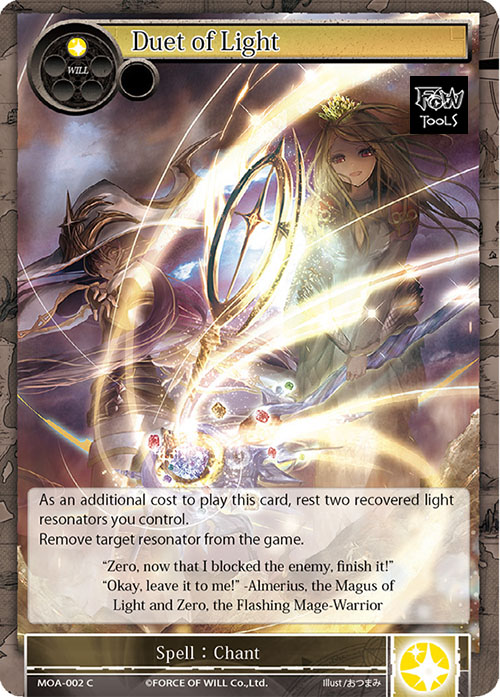 Duet of Light
WILL
FoW
TOOLS
As an additional cost to play this card, rest two recovered light
resonators you control.
Remove target resonator from the game.
“Zero, now that I blocked the enemy, finish it!”
“Okay, leave it to me!” -Almerius, the Magus of
Light and Zero, the Flashing Mage-Warrior
Spell : Chant
MOA-002 C ©FORCE OF WILL Co.,Ltd. Illust /おつまみ